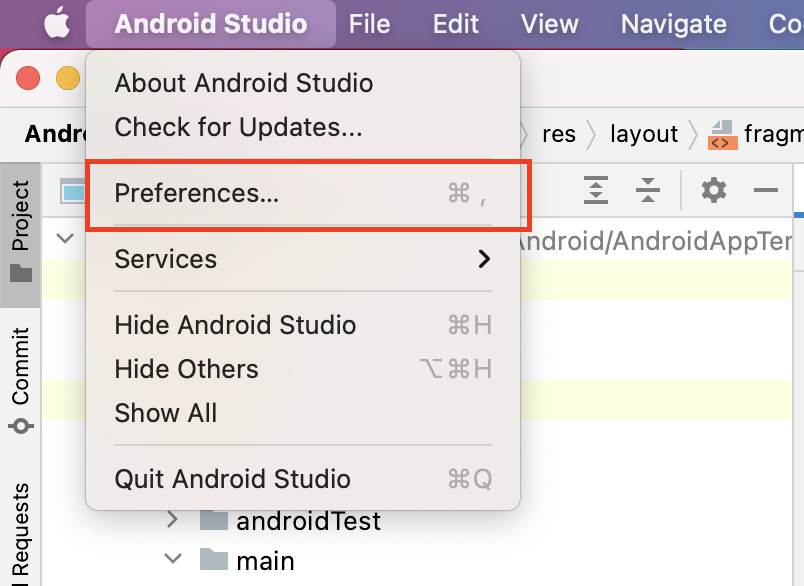 Android Studio File Edit View Navigate Co
About Android Studio
Check for Updates...
Andro res layout fragm
Preferences... ⌘ ,
Project
Android/AndroidAppTer
Services
Hide Android Studio ⌘H
Hide Others ⌥⌘H
Commit
Show All
Quit Android Studio ⌘Q
Requests
androidTest
main